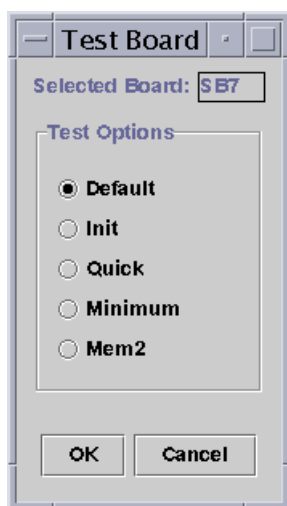 Test Board
Selected Board: SB7
Test Options
Default
Init
Quick
Minimum
Mem2
OK Cancel